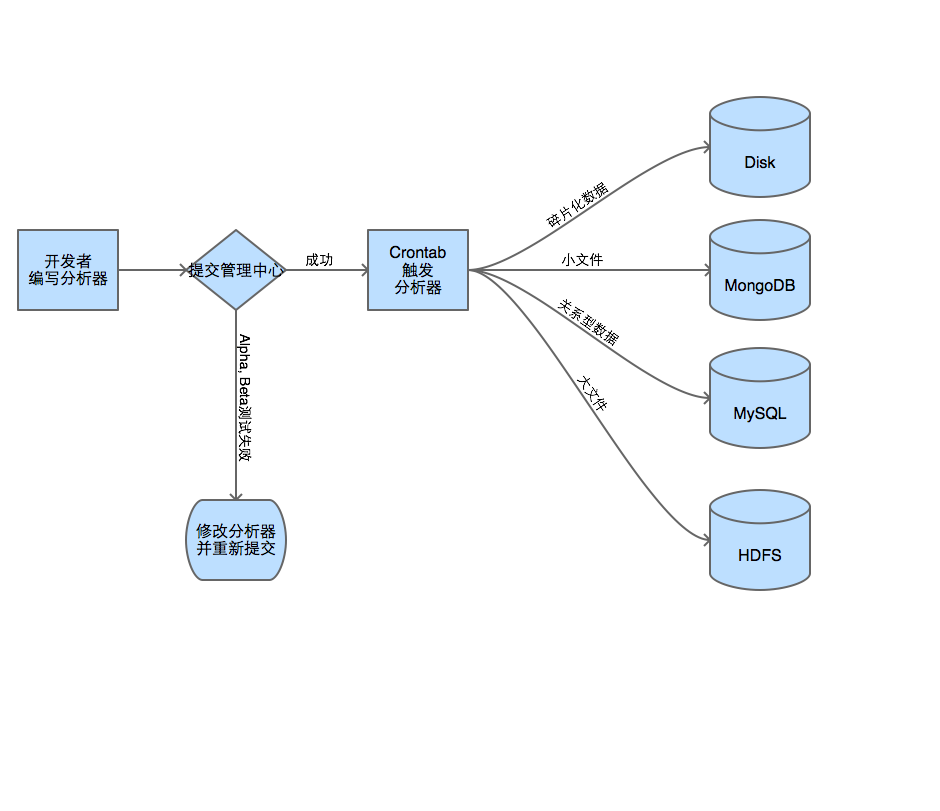 开发者
编写分析器
提交管理中心
成功
Crontab
触发
分析器
碎片化数据
小文件
关系型数据
大文件
Disk
MongoDB
MySQL
HDFS
Alpha, Beta测试失败
修改分析器
并重新提交